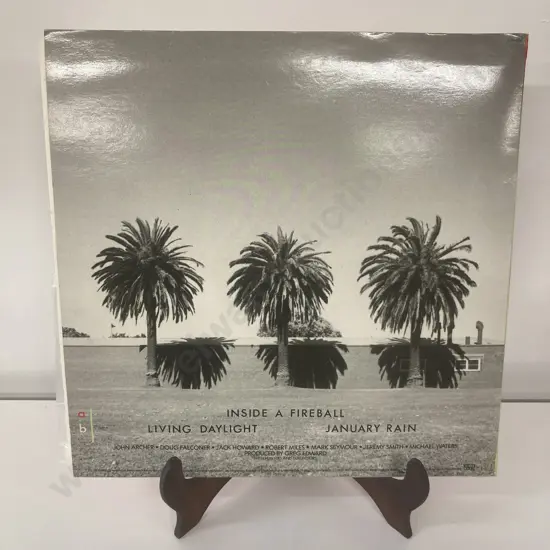 INSIDE A FIREBALL
a
b LIVING DAYLIGHT JANUARY RAIN
JOHN ARCHER • DOUG FALCONER • JACK HOWARD • ROBERT MILES • MARK SEYMOUR • JEREMY SMITH • MICHAEL WATERS
PRODUCED BY GREG EDWARD